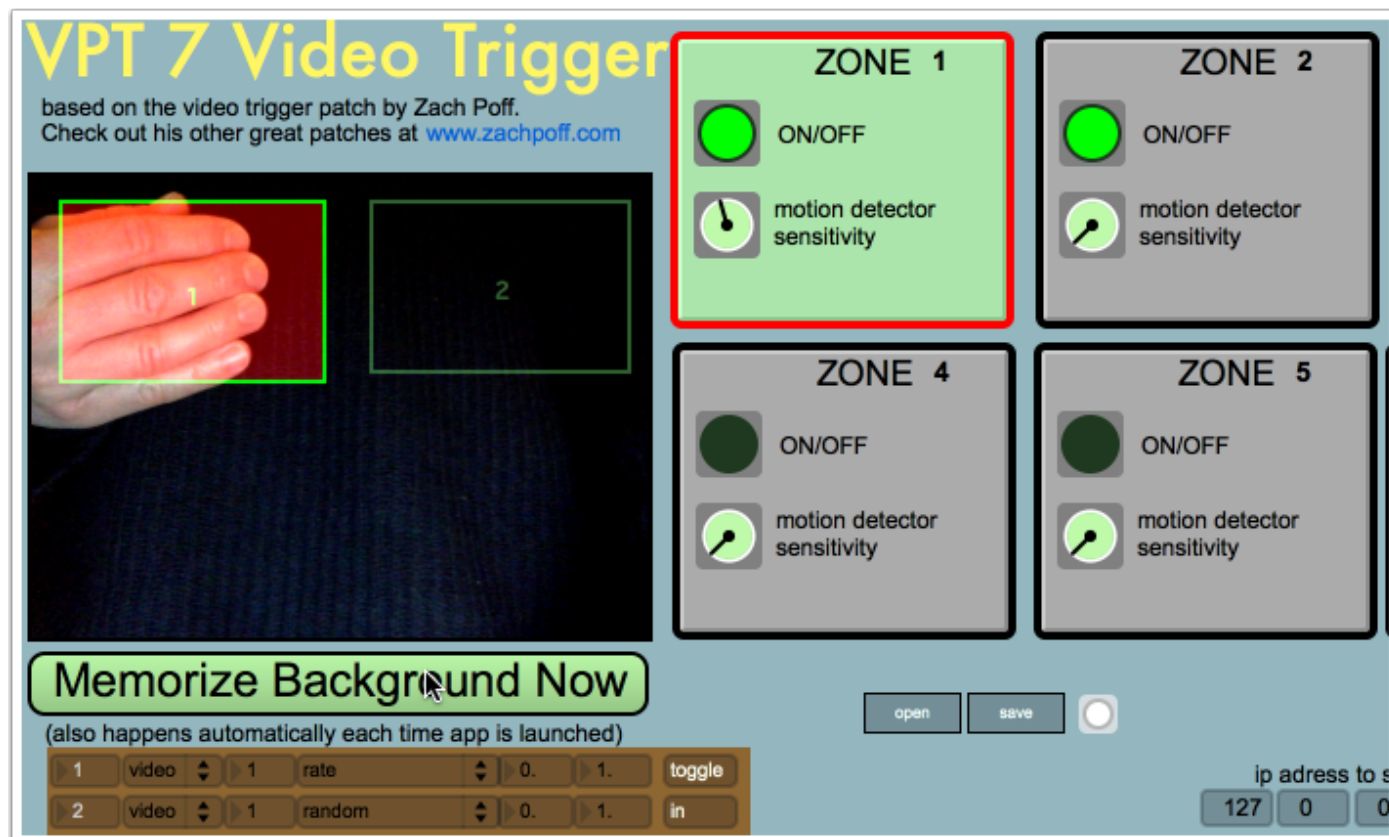 VPT 7 Video Trigger
based on the video trigger patch by Zach Poff.
Check out his other great patches at www.zachpoff.com
1
2
ZONE 1
ON/OFF
motion detector
sensitivity
ZONE 2
ON/OFF
motion detector
sensitivity
ZONE 4
ON/OFF
motion detector
sensitivity
ZONE 5
ON/OFF
motion detector
sensitivity
Memorize Background Now
(also happens automatically each time app is launched)
open save
1 video 1 rate 0. 1. toggle
2 video 1 random 0. 1. in
ip adress to s
127 0 0